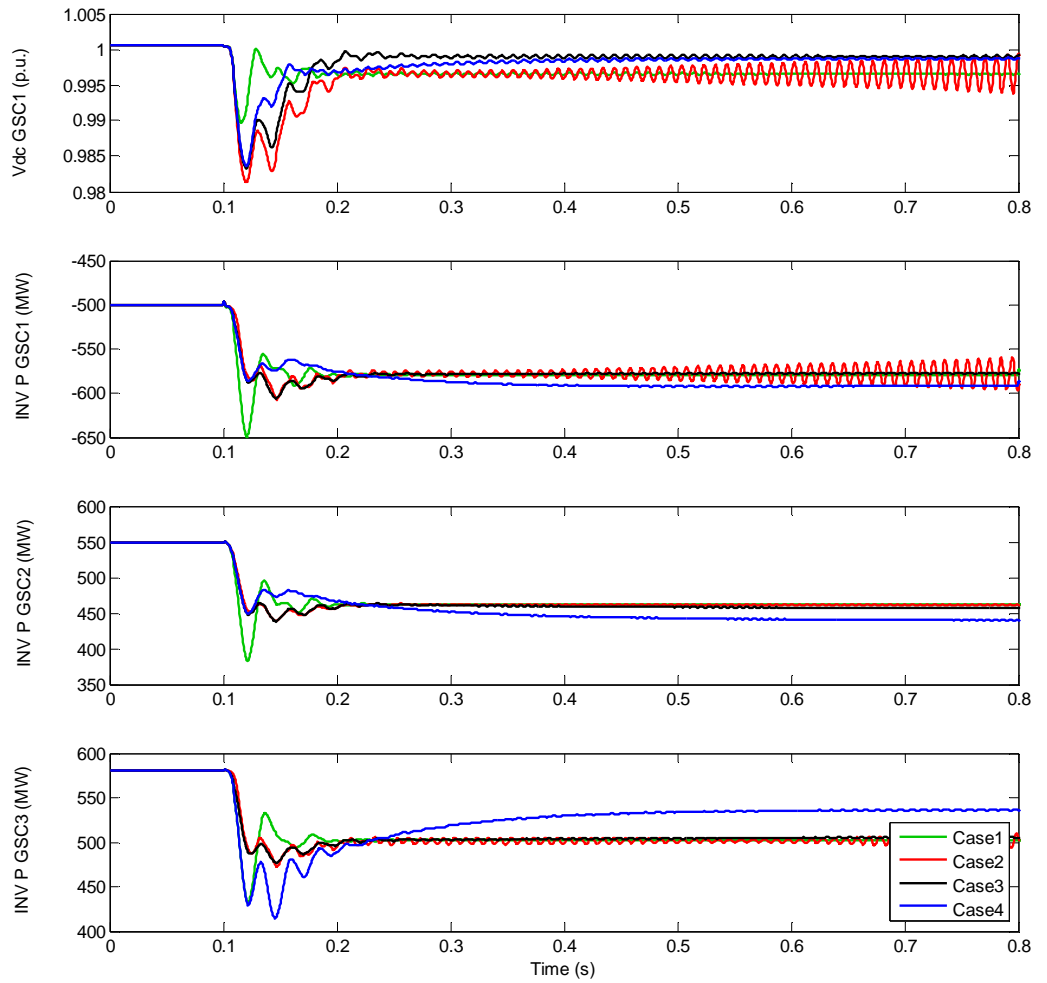 1.005
1
0.995
0.99
0.985
0.98
Vdc GSC1 (p.u.)
0 0.1 0.2 0.3 0.4 0.5 0.6 0.7 0.8
-450
-500
-550
-600
-650
INV P GSC1 (MW)
0 0.1 0.2 0.3 0.4 0.5 0.6 0.7 0.8
600
550
500
450
400
350
INV P GSC2 (MW)
0 0.1 0.2 0.3 0.4 0.5 0.6 0.7 0.8
600
550
500
450
400
INV P GSC3 (MW)
Case1
Case2
Case3
Case4
0 0.1 0.2 0.3 0.4 0.5 0.6 0.7 0.8
Time (s)